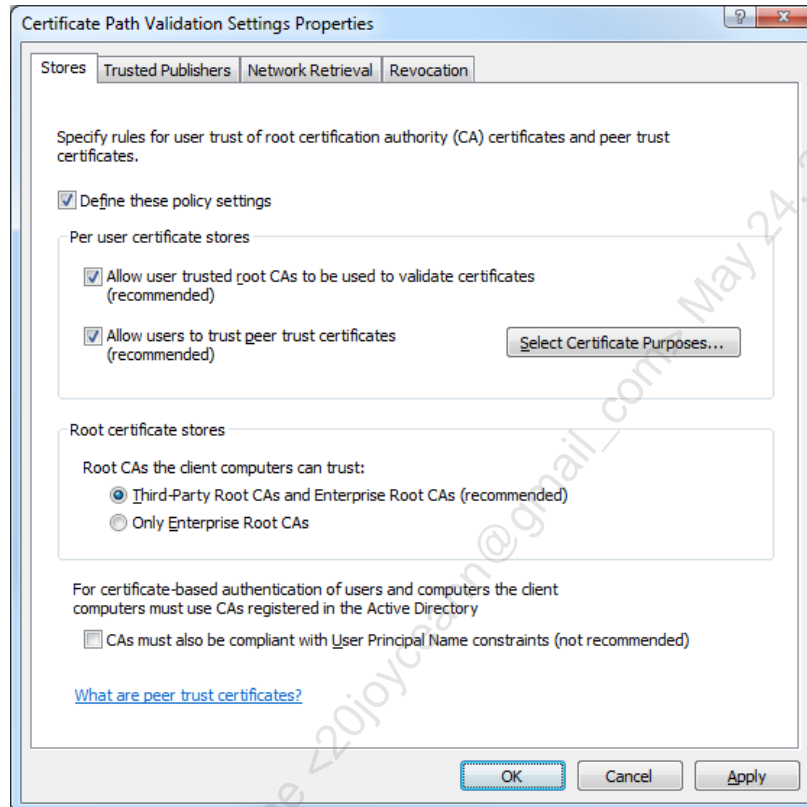 Certificate Path Validation Settings Properties
Stores
Trusted Publishers
Network Retrieval
Revocation
Specify rules for user trust of root certification authority (CA) certificates and peer trust
certificates.
Define these policy settings
Per user certificate stores
Allow user trusted root CAs to be used to validate certificates
(recommended)
Allow users to trust peer trust certificates
(recommended)
Select Certificate Purposes...
Root certificate stores
Root CAs the client computers can trust:
Third-Party Root CAs and Enterprise Root CAs (recommended)
Only Enterprise Root CAs
For certificate-based authentication of users and computers the client
computers must use CAs registered in the Active Directory
CAs must also be compliant with User Principal Name constraints (not recommended)
What are peer trust certificates?
OK
Cancel
Apply
<20joyceann@gmail_com> May 24,